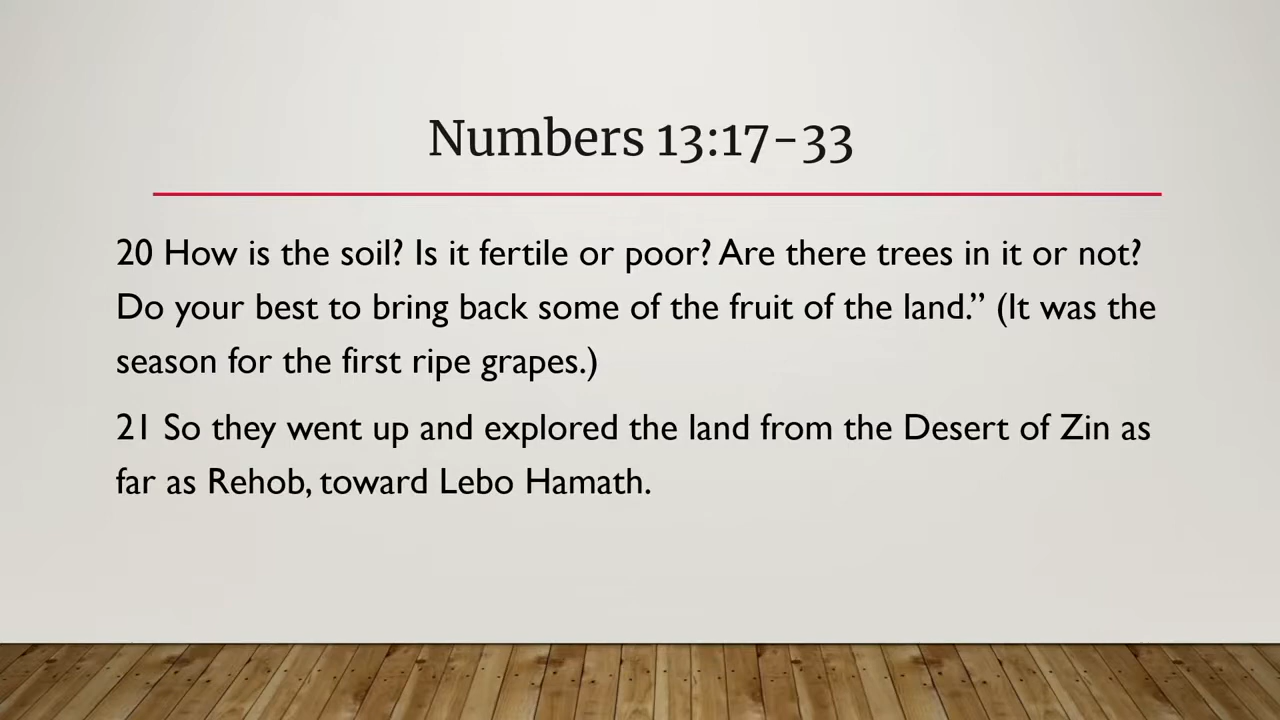 Numbers 13:17-33
20 How is the soil? Is it fertile or poor? Are there trees in it or not?
Do your best to bring back some of the fruit of the land.” (It was the
season for the first ripe grapes.)
21 So they went up and explored the land from the Desert of Zin as
far as Rehob, toward Lebo Hamath.